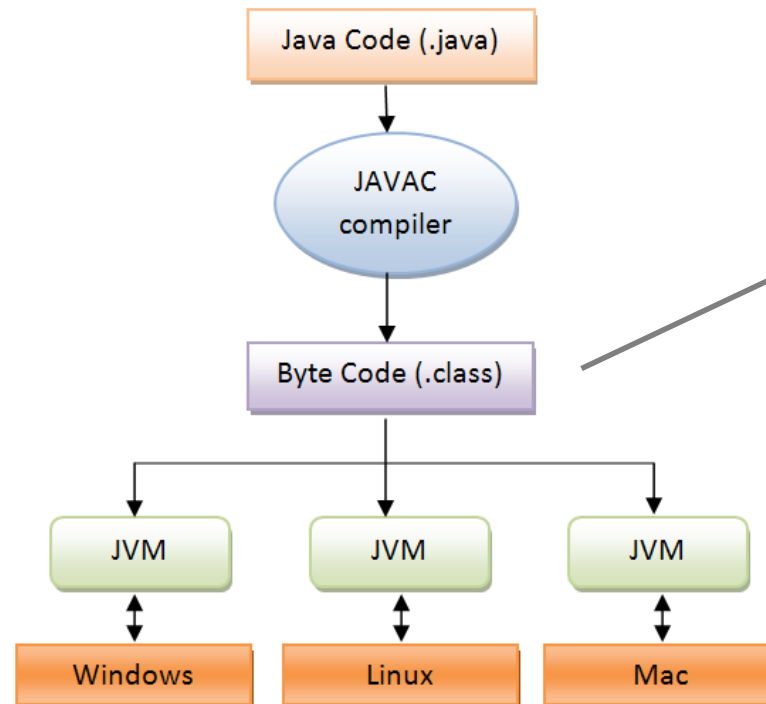 Java Code (.java)
JAVAC
compiler
Byte Code (.class)
JVM
JVM
JVM
Windows
Linux
Mac